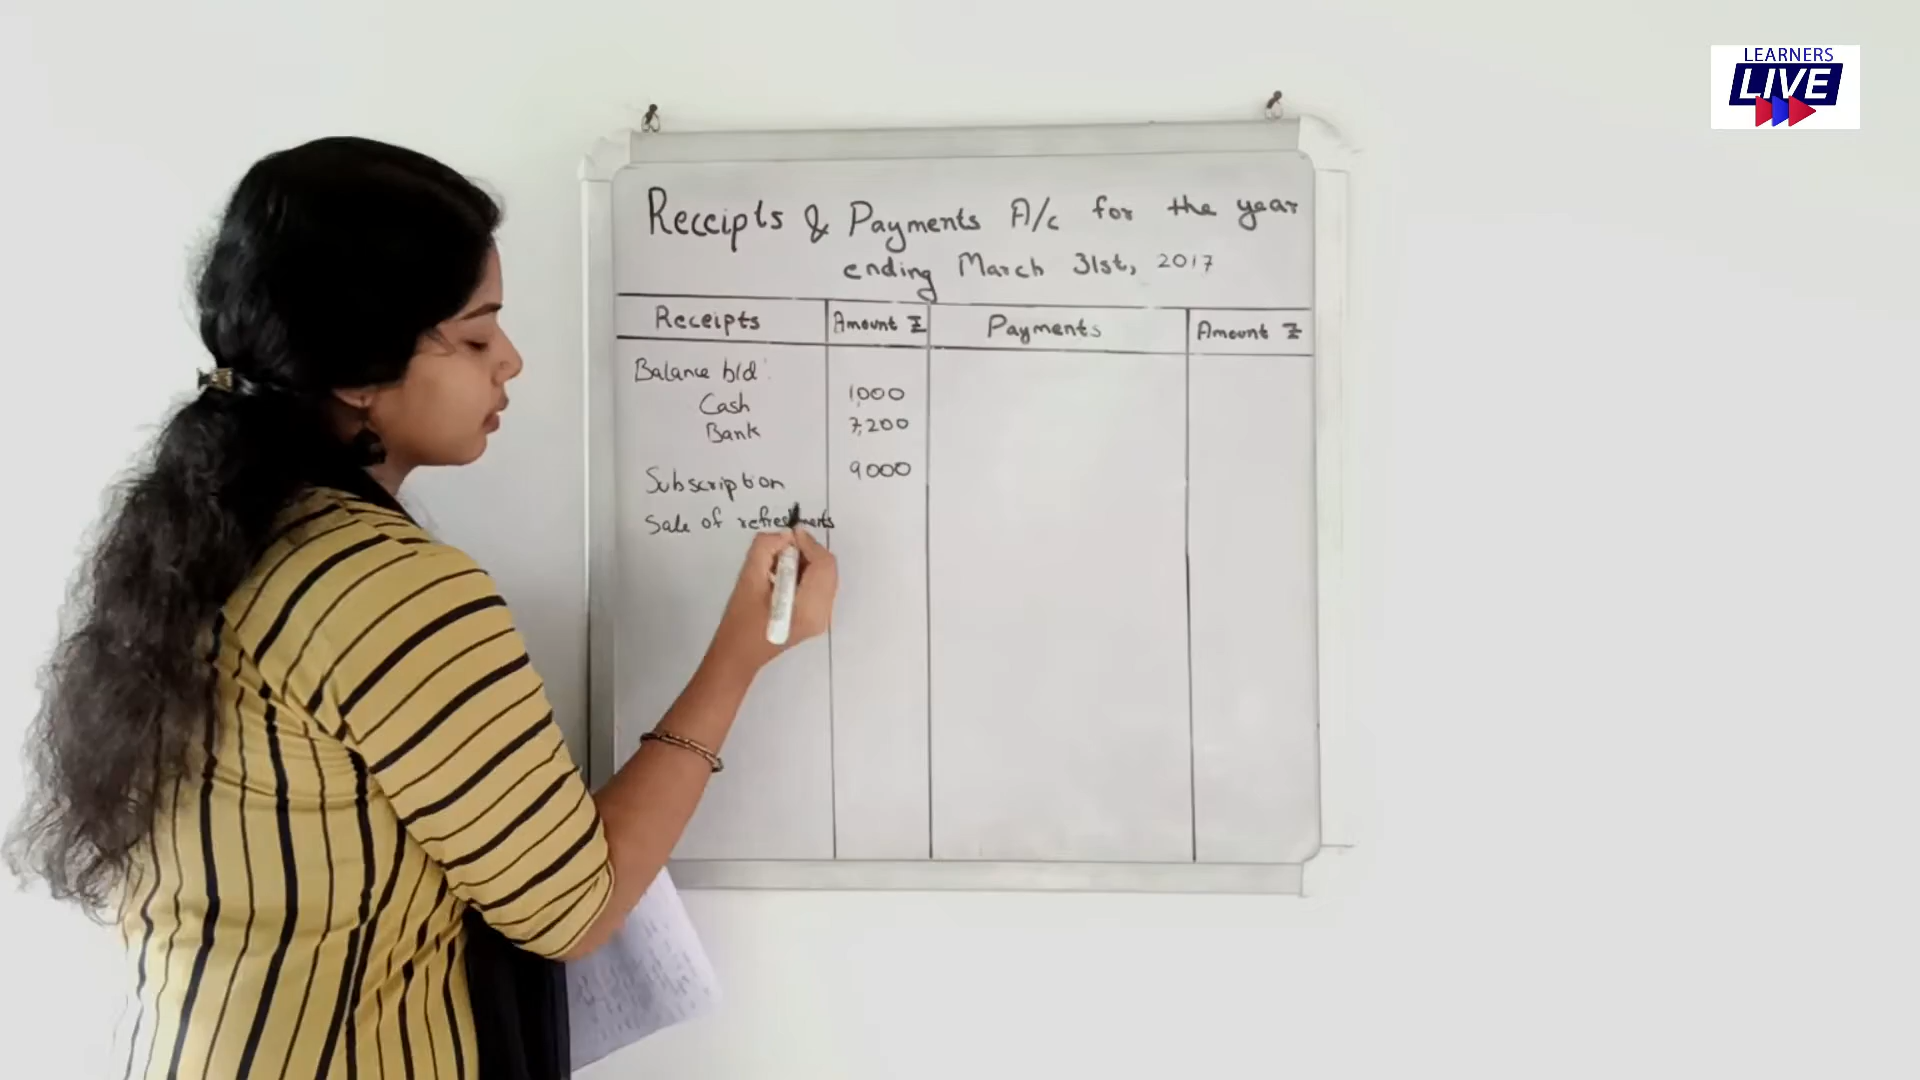 LEARNERS
LIVE
Receipts & Payments A/c for the year
ending March 31st, 2017
Receipts Amount ₹ Payments Amount ₹
Balance b/d:
Cash 1,000
Bank 7,200
Subscription 9000
Sale of refreshments